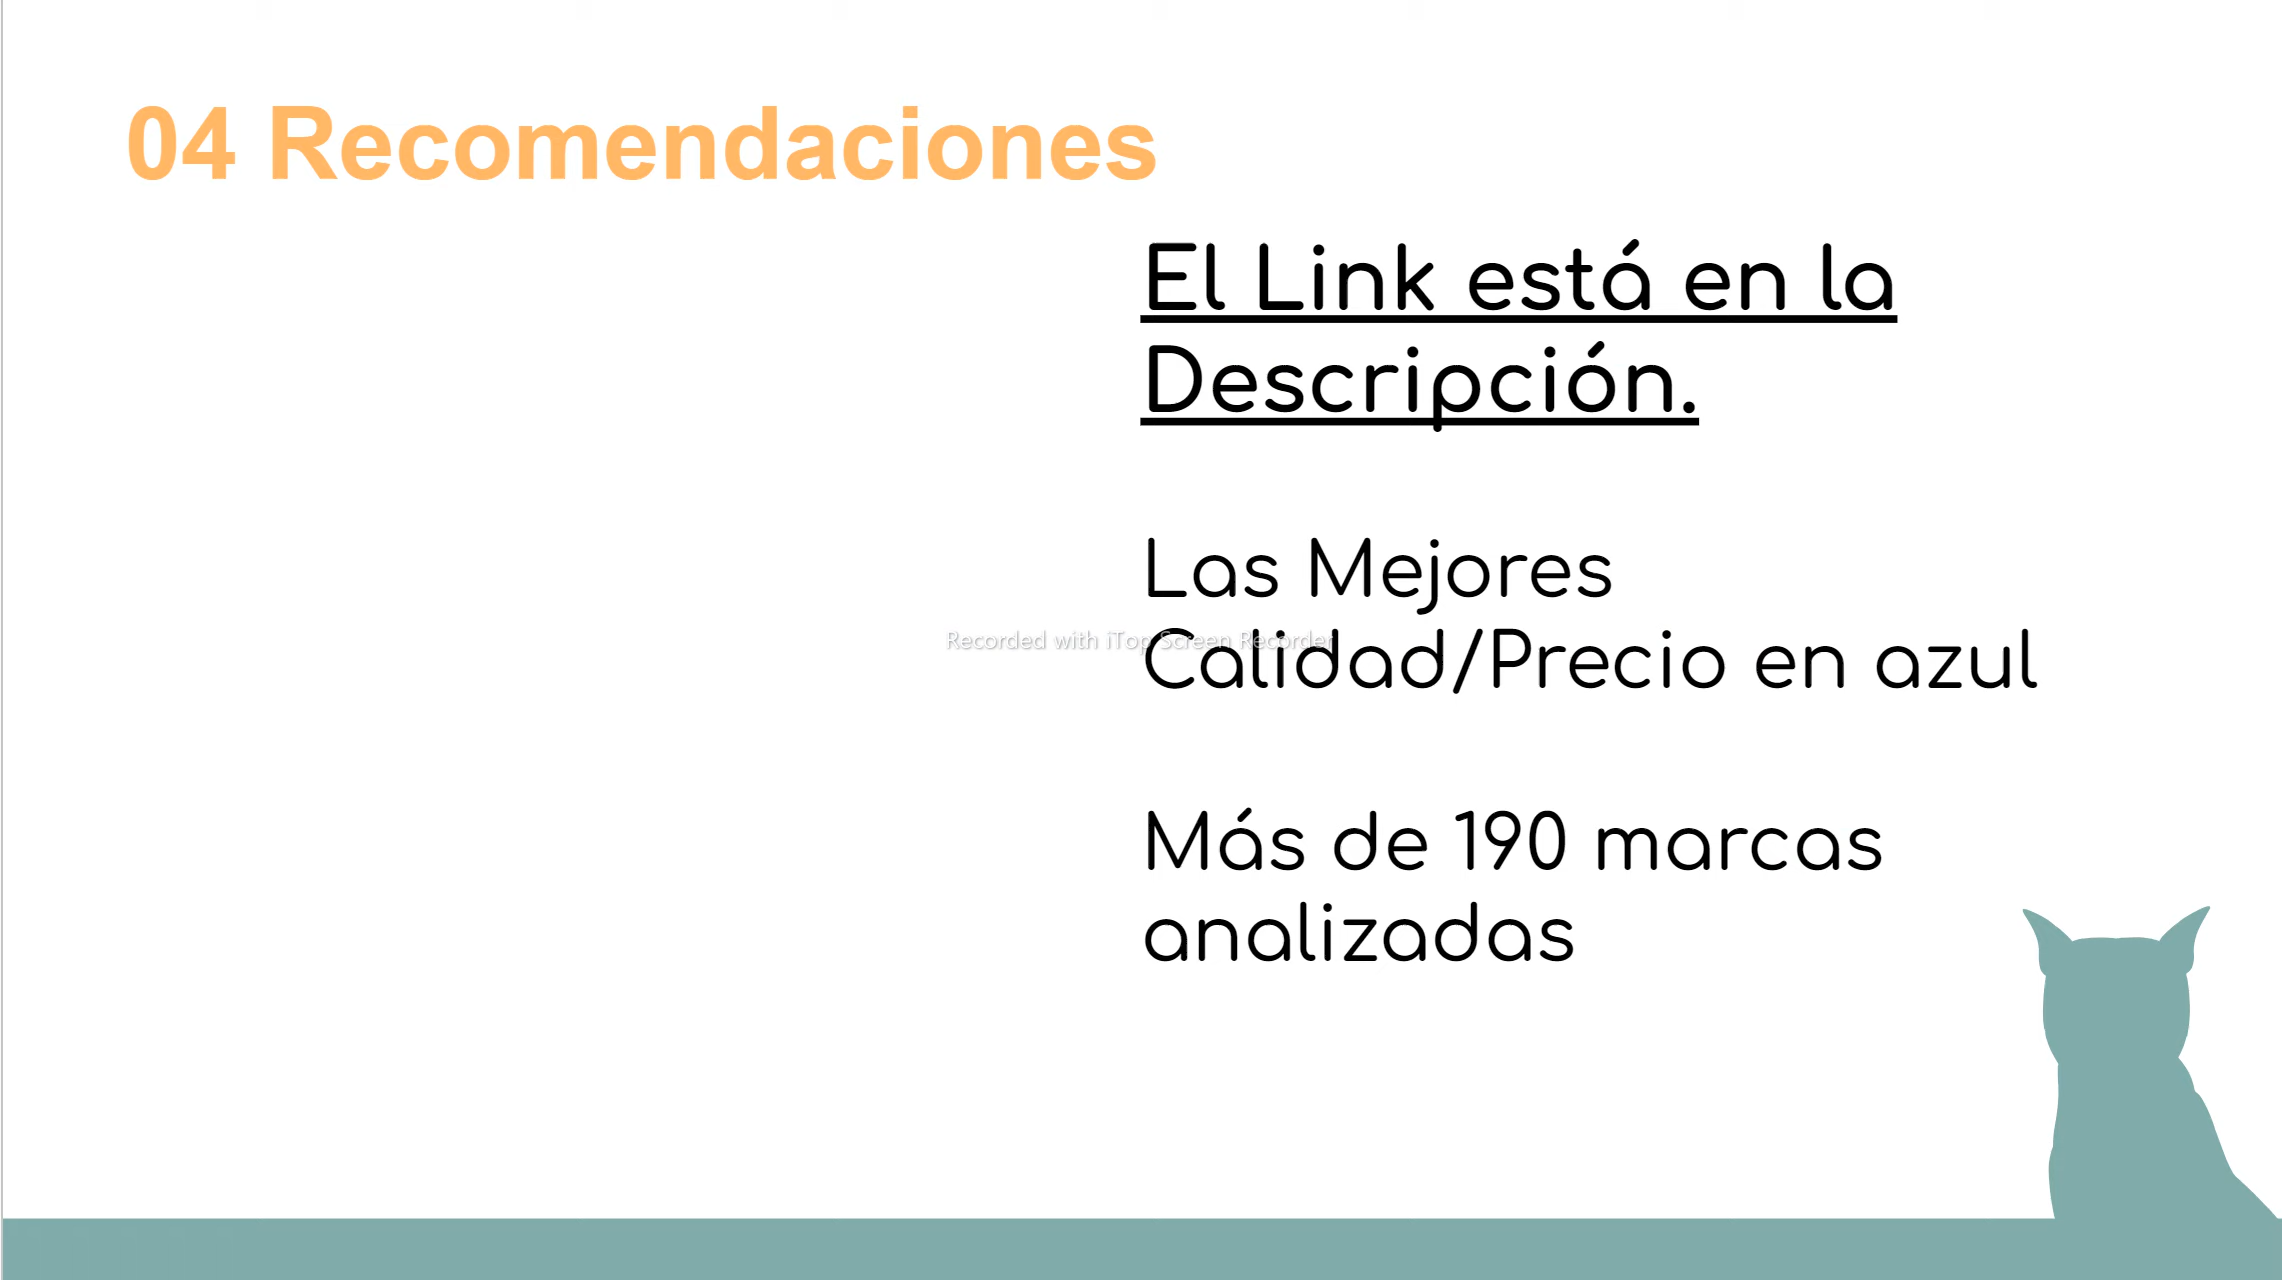 04 Recomendaciones
El Link está en la
Descripción.
Las Mejores
Recorded with iTop Screen Recorder
Calidad/Precio en azul
Más de 190 marcas
analizadas